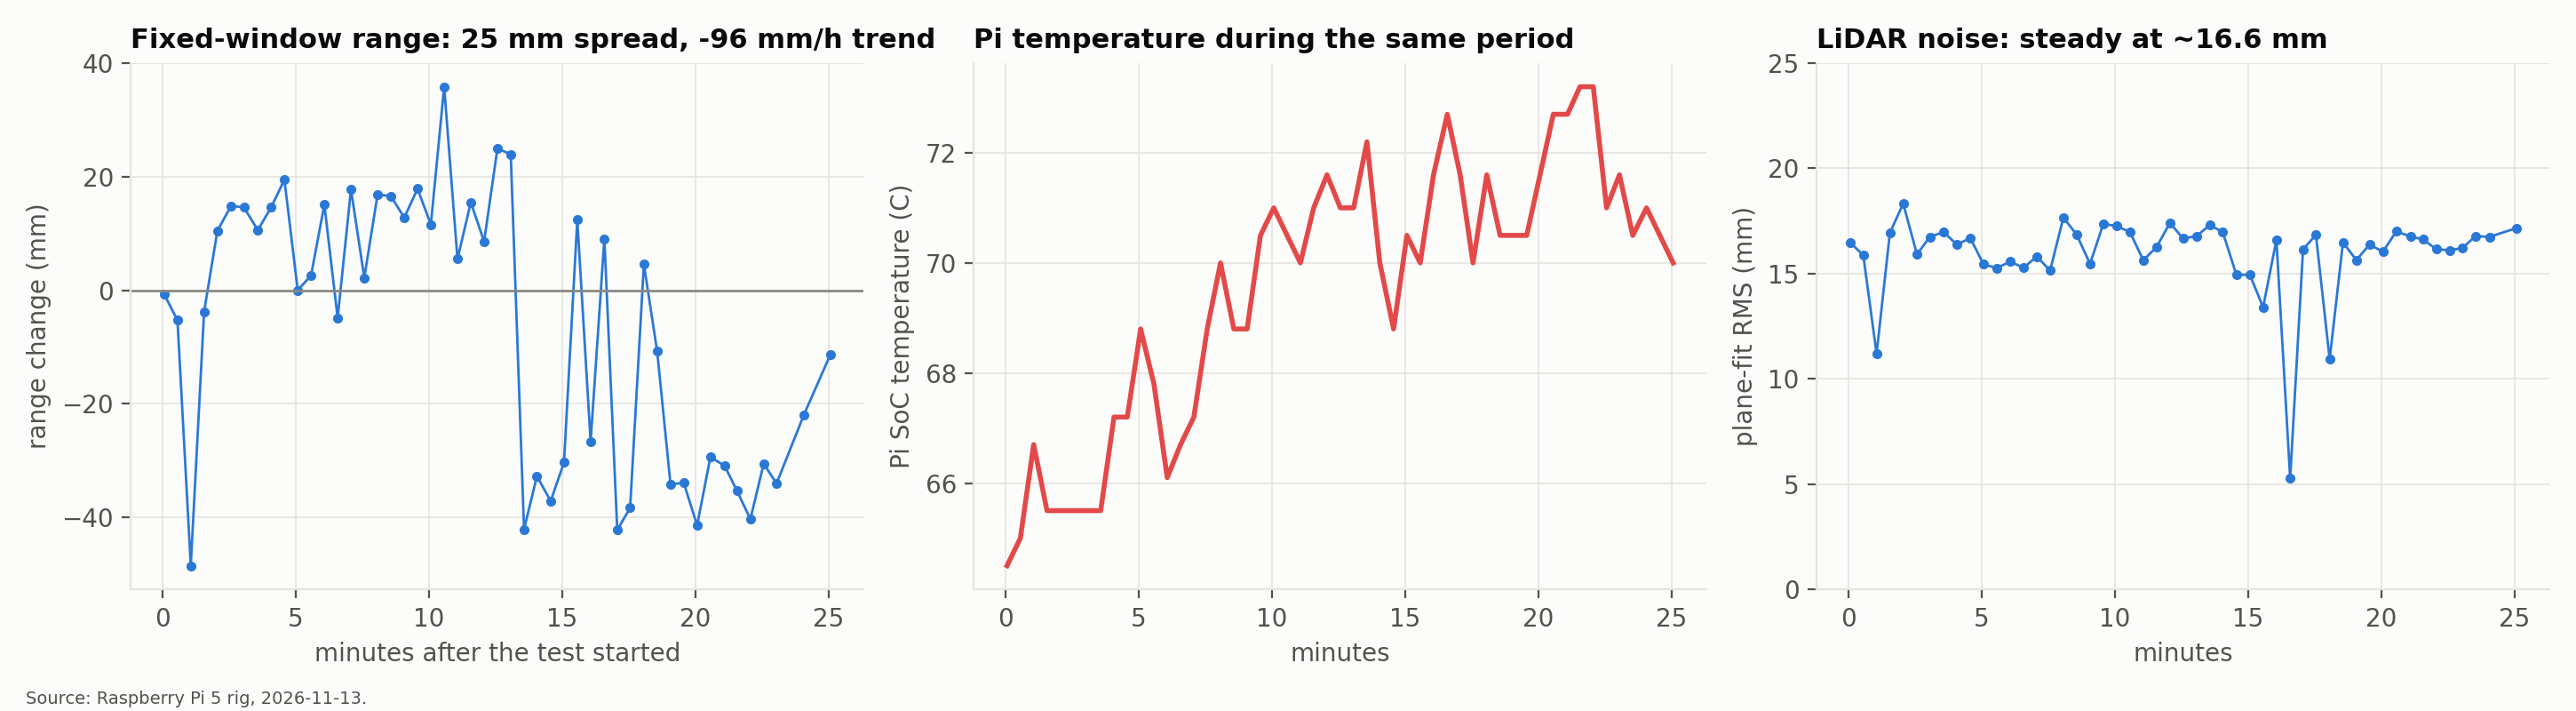 Fixed-window range: 25 mm spread, -96 mm/h trend
range change (mm)
40
20
0
−20
−40
0 5 10 15 20 25
minutes after the test started
Pi temperature during the same period
Pi SoC temperature (C)
72
70
68
66
0 5 10 15 20 25
minutes
LiDAR noise: steady at ~16.6 mm
plane-fit RMS (mm)
25
20
15
10
5
0
0 5 10 15 20 25
minutes
Source: Raspberry Pi 5 rig, 2026-11-13.